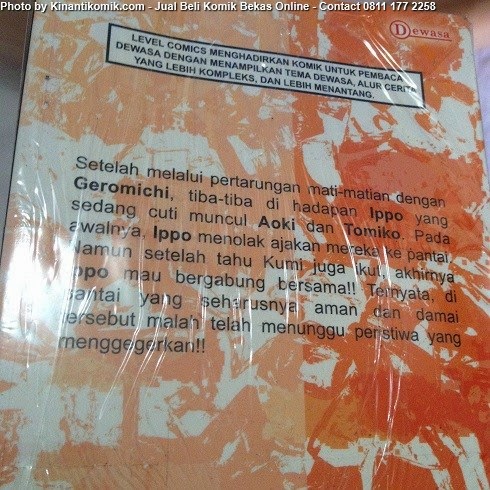 Photo by Kinantikomik.com - Jual Beli Komik Bekas Online - Contact 0811 177 2258
Dewasa
LEVEL COMICS MENGHADIRKAN KOMIK UNTUK PEMBACA
DEWASA DENGAN MENAMPILKAN TEMA DEWASA, ALUR CERITA
YANG LEBIH KOMPLEKS, DAN LEBIH MENANTANG.
Setelah melalui pertarungan mati-matian dengan
Geromichi, tiba-tiba di hadapan Ippo yang
sedang cuti muncul Aoki dan Tomiko. Pada
awalnya, Ippo menolak ajakan mereka ke pantai.
Namun setelah tahu Kumi juga ikut, akhirnya
ppo mau bergabung bersama!! Ternyata, di
pantai yang seharusnya aman dan damai
tersebut malah telah menunggu peristiwa yang
menggegerkan!!